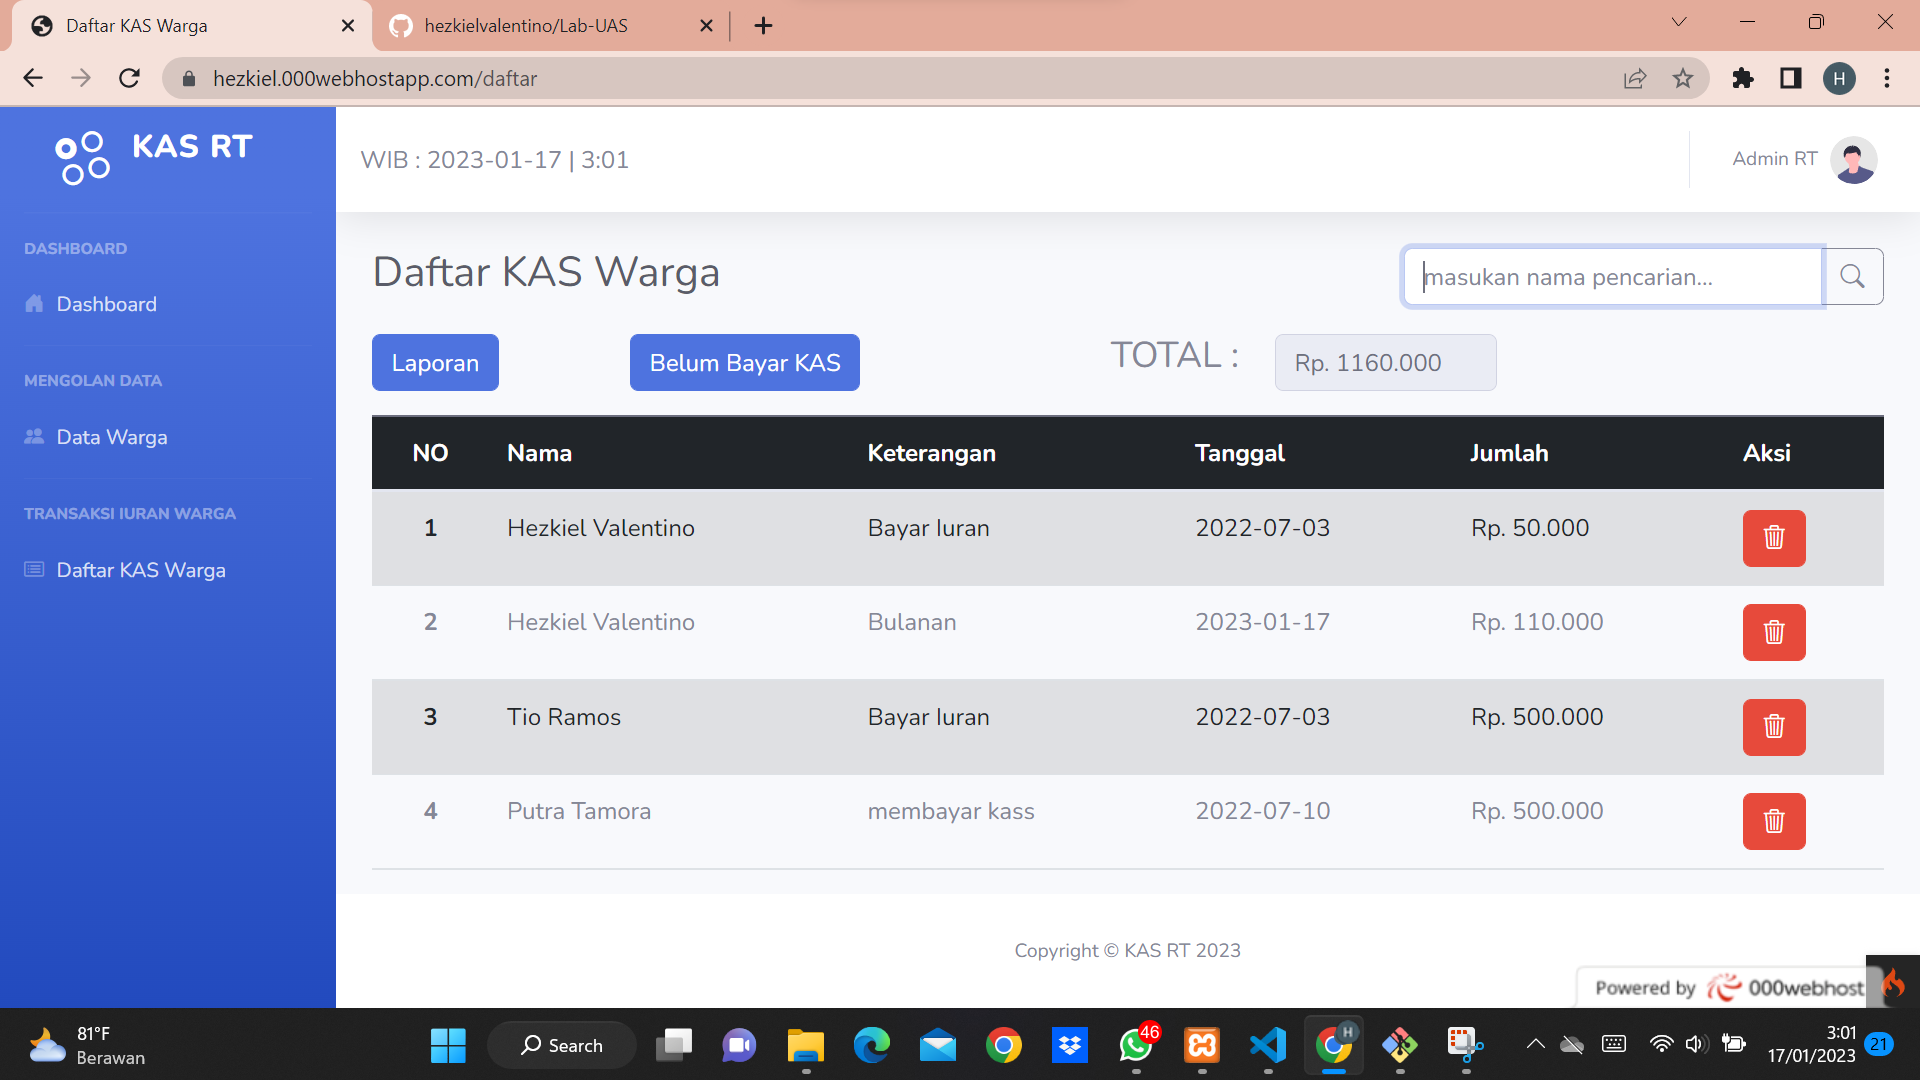 Daftar KAS Warga
hezkielvalentino/Lab-UAS
hezkiel.000webhostapp.com/daftar
H
KAS RT
WIB : 2023-01-17 | 3:01
Admin RT
DASHBOARD
Dashboard
MENGOLAN DATA
Data Warga
TRANSAKSI IURAN WARGA
Daftar KAS Warga
Daftar KAS Warga
masukan nama pencarian...
Laporan
Belum Bayar KAS
TOTAL :
Rp. 1160.000
NO Nama Keterangan Tanggal Jumlah Aksi
1 Hezkiel Valentino Bayar Iuran 2022-07-03 Rp. 50.000
2 Hezkiel Valentino Bulanan 2023-01-17 Rp. 110.000
3 Tio Ramos Bayar Iuran 2022-07-03 Rp. 500.000
4 Putra Tamora membayar kass 2022-07-10 Rp. 500.000
Copyright © KAS RT 2023
Powered by 000webhost
81°F
Berawan
Search
46
H
3:01
17/01/2023
21